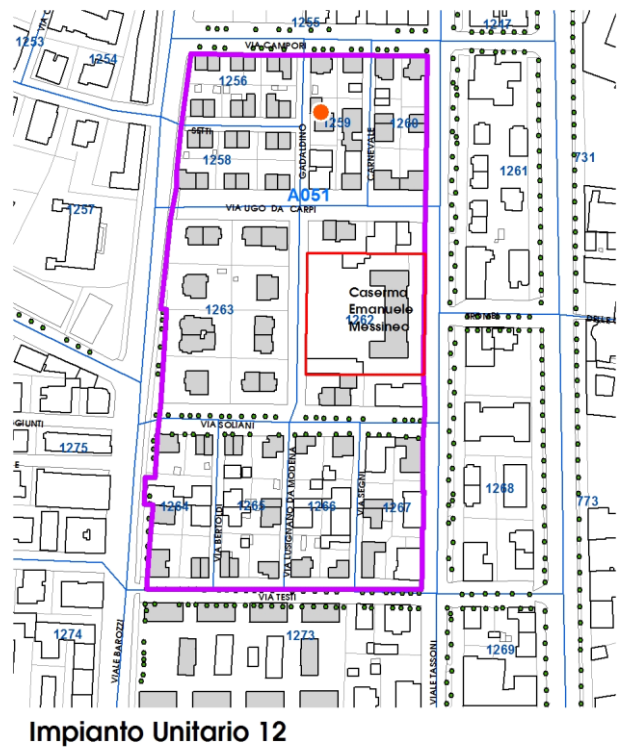 1255
1247
1253
VIA CAMPORI
1254
1256
1259
1260
SETTI
GADALDINO
CARNEVALE
1258
1261
731
A051
1257
VIA UGO DA CARPI
1263
Caserma
1262
Emanuele
Messineo
VIA SOLIANI
GIUNTI
1275
E
1264
VIA BERTOLDI
1265
VIA LUSIGNANO DA MODENA
1266
VIA SEGNI
1267
1268
773
VIA TESTI
1274
VIALE BAROZZI
1273
VIALE TASSONI
1269
Impianto Unitario 12